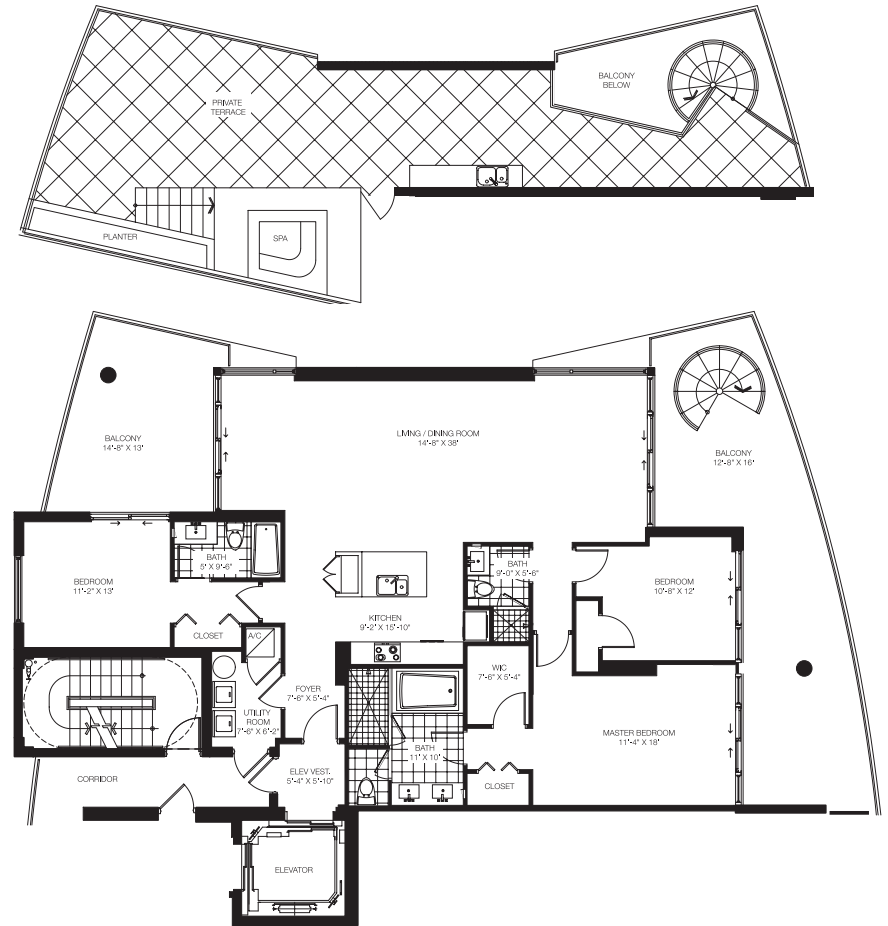 PRIVATE
TERRACE
BALCONY
BELOW
PLANTER
SPA
LIVING / DINING ROOM
14'-8" X 38'
BALCONY
14'-8" X 13'
BALCONY
12'-8" X 16'
BATH
5' X 9'-6"
BATH
9'-0" X 5'-6"
BEDROOM
11'-2" X 13'
BEDROOM
10'-8" X 12'
KITCHEN
9'-2" X 15'-10"
CLOSET
A/C
WIC
7'-6" X 5'-4"
FOYER
7'-6" X 5'-4"
UTILITY
ROOM
7'-6" X 6'-2"
MASTER BEDROOM
11'-4" X 18'
BATH
11' X 10'
ELEV VEST.
5'-4" X 5'-10"
CORRIDOR
CLOSET
ELEVATOR